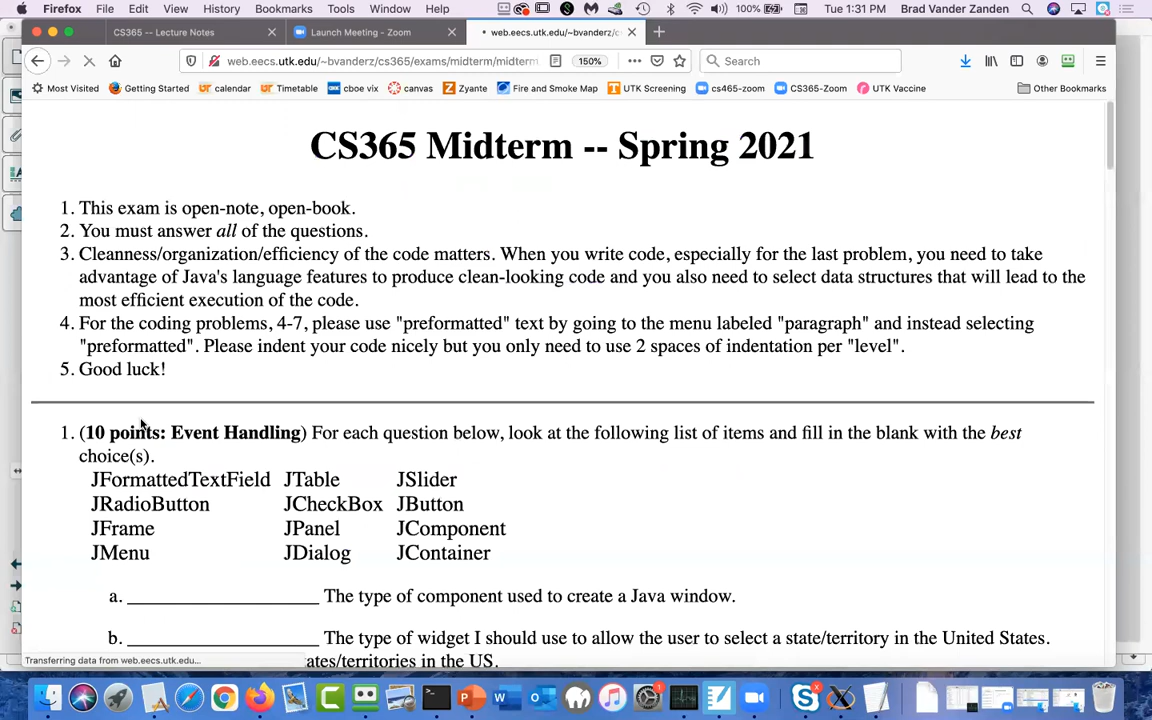 Firefox File Edit View History Bookmarks Tools Window Help 100% Tue 1:31 PM Brad Vander Zanden
CS365 -- Lecture Notes Launch Meeting - Zoom web.eecs.utk.edu/~bvanderz/c
web.eecs.utk.edu/~bvanderz/cs365/exams/midterm/midterm 150% Search
Most Visited Getting Started calendar Timetable cboe vix canvas Zyante Fire and Smoke Map UTK Screening cs465-zoom CS365-Zoom UTK Vaccine Other Bookmarks
CS365 Midterm -- Spring 2021
1. This exam is open-note, open-book.
2. You must answer all of the questions.
3. Cleanness/organization/efficiency of the code matters. When you write code, especially for the last problem, you need to take
advantage of Java's language features to produce clean-looking code and you also need to select data structures that will lead to the
most efficient execution of the code.
4. For the coding problems, 4-7, please use "preformatted" text by going to the menu labeled "paragraph" and instead selecting
"preformatted". Please indent your code nicely but you only need to use 2 spaces of indentation per "level".
5. Good luck!
1. (10 points: Event Handling) For each question below, look at the following list of items and fill in the blank with the best
choice(s).
JFormattedTextField JTable JSlider
JRadioButton JCheckBox JButton
JFrame JPanel JComponent
JMenu JDialog JContainer
a. ____________________ The type of component used to create a Java window.
b. ____________________ The type of widget I should use to allow the user to select a state/territory in the United States.
Transferring data from web.eecs.utk.edu... ates/territories in the US.